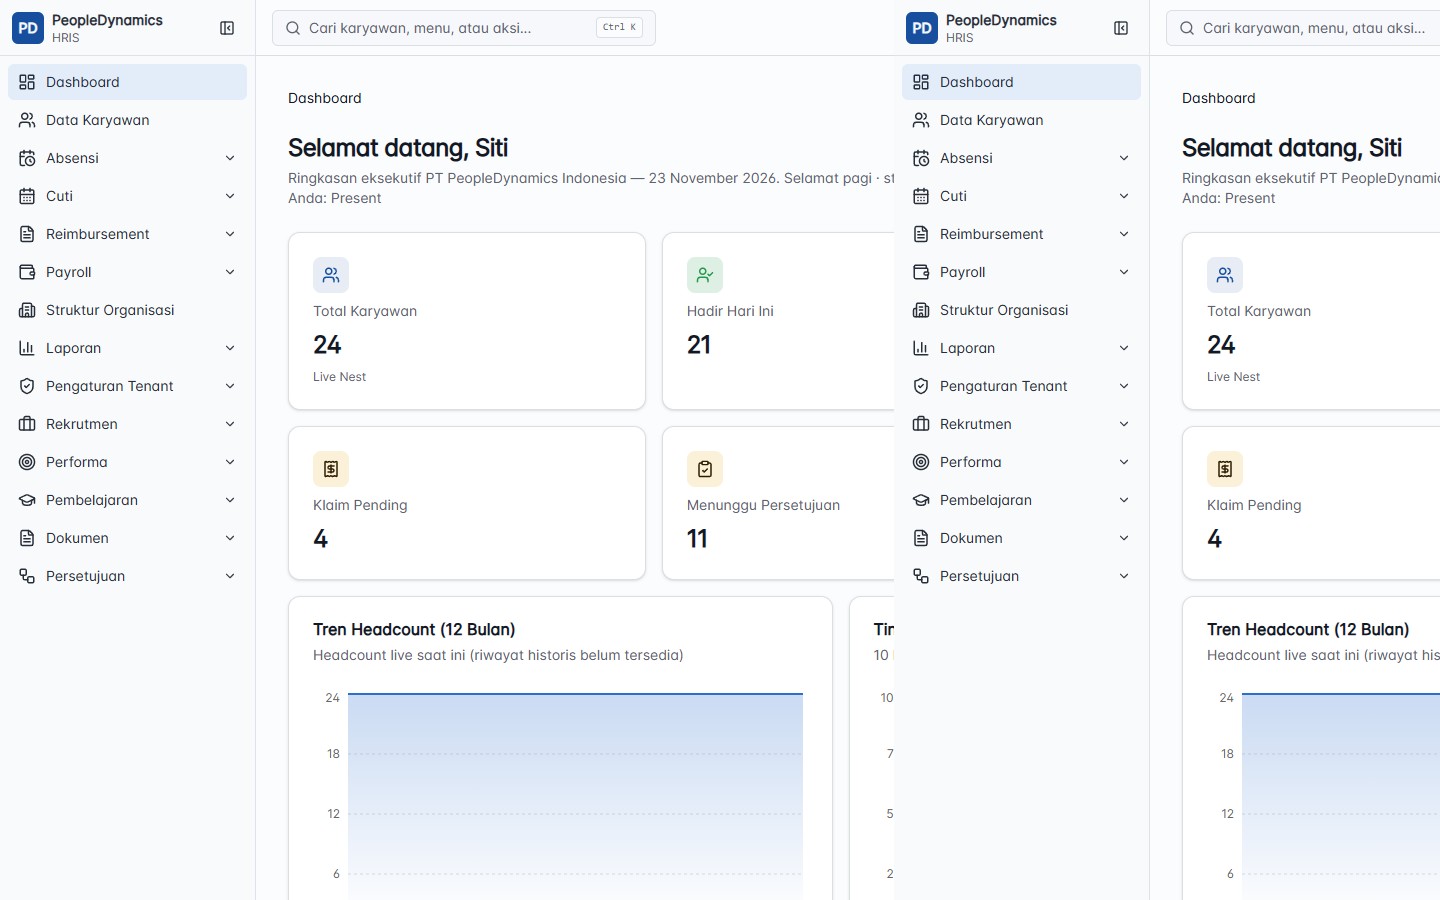 PD
PeopleDynamics
HRIS
Cari karyawan, menu, atau aksi...
Ctrl K
Dashboard
Data Karyawan
Absensi
Cuti
Reimbursement
Payroll
Struktur Organisasi
Laporan
Pengaturan Tenant
Rekrutmen
Performa
Pembelajaran
Dokumen
Persetujuan
Dashboard
Selamat datang, Siti
Ringkasan eksekutif PT PeopleDynamics Indonesia — 23 November 2026. Selamat pagi · st
Anda: Present
Total Karyawan
24
Live Nest
Hadir Hari Ini
21
Klaim Pending
4
Menunggu Persetujuan
11
Tren Headcount (12 Bulan)
Headcount live saat ini (riwayat historis belum tersedia)
24
18
12
6
Tin
10
10
7
5
2
PD
PeopleDynamics
HRIS
Cari karyawan, menu, atau aksi...
Dashboard
Data Karyawan
Absensi
Cuti
Reimbursement
Payroll
Struktur Organisasi
Laporan
Pengaturan Tenant
Rekrutmen
Performa
Pembelajaran
Dokumen
Persetujuan
Dashboard
Selamat datang, Siti
Ringkasan eksekutif PT PeopleDynamic
Anda: Present
Total Karyawan
24
Live Nest
Klaim Pending
4
Tren Headcount (12 Bulan)
Headcount live saat ini (riwayat his
24
18
12
6